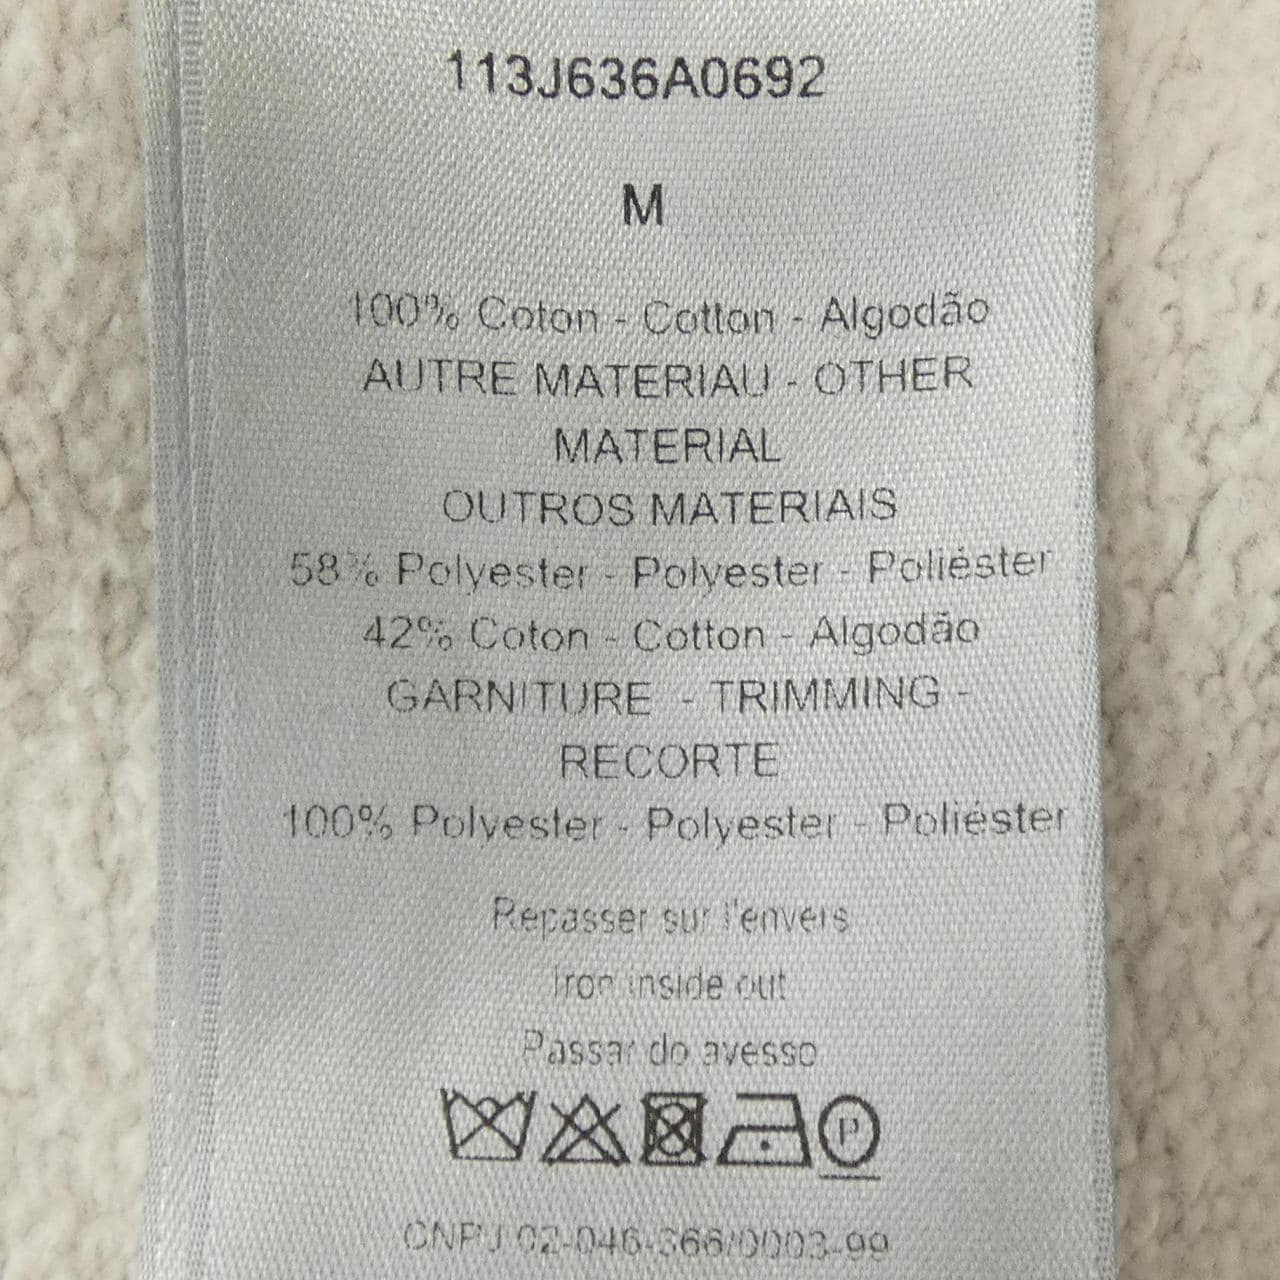 113J636A0692
M
100% Coton - Cotton - Algodão
AUTRE MATERIAU - OTHER
MATERIAL
OUTROS MATERIAIS
58% Polyester - Polyester - Poliéster
42% Coton - Cotton - Algodão
GARNITURE - TRIMMING -
RECORTE
100% Polyester - Polyester - Poliéster
Repasser sur l'envers
Iron inside out
Passar do avesso
P
CNPJ 02-046-366/0003-99